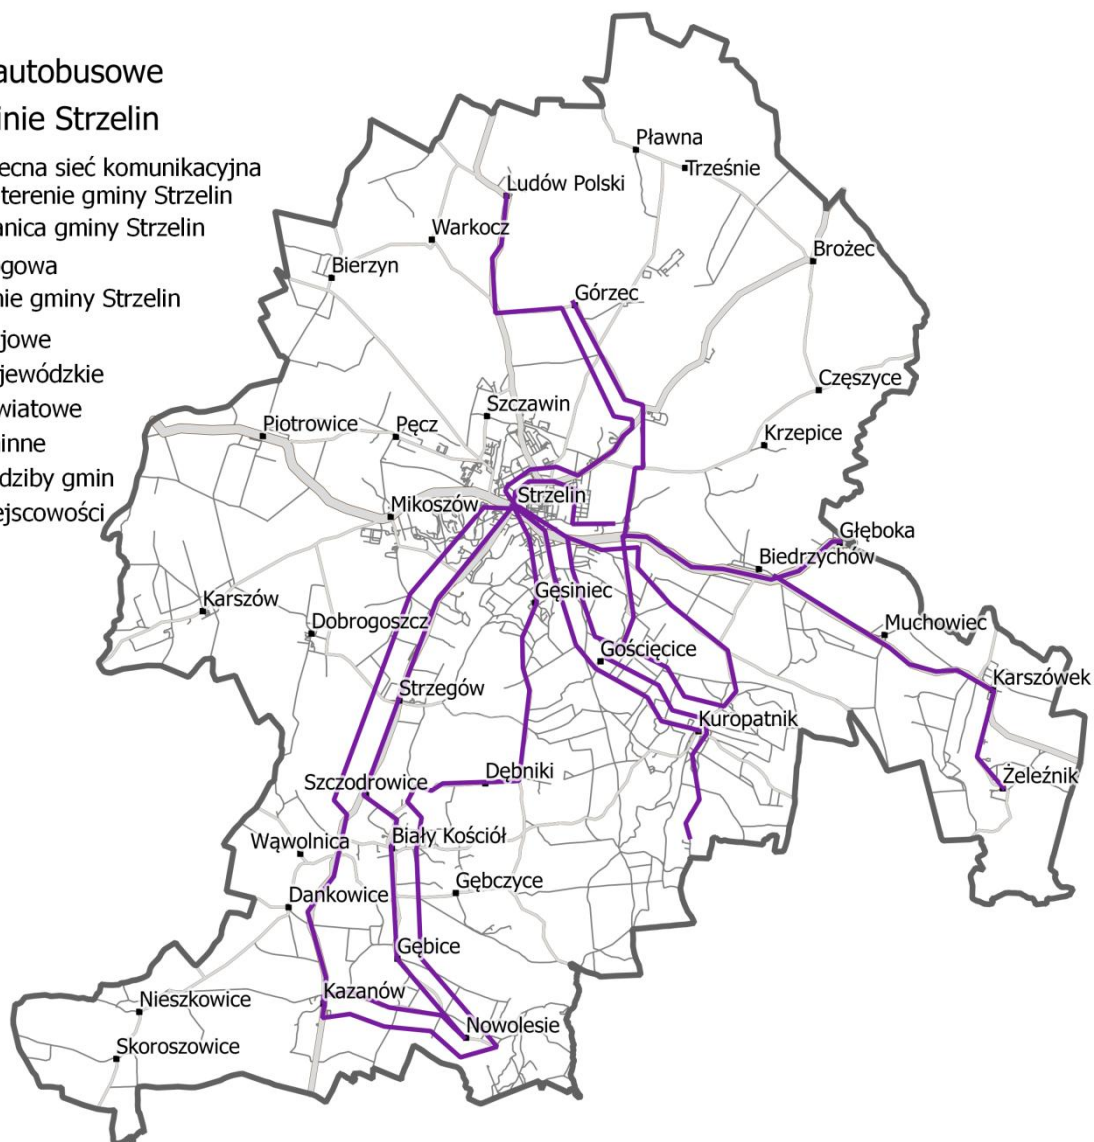 autobusowe
inie Strzelin
ecna sieć komunikacyjna
terenie gminy Strzelin
anica gminy Strzelin
ogowa
nie gminy Strzelin
jowe
jewódzkie
wiatowe
inne
dziby gmin
ejscowości
Pławna
Trześnie
Ludów Polski
Warkocz
Brożec
Bierzyn
Górzec
Częszyce
Szczawin
Piotrowice
Pęcz
Krzepice
Strzelin
Mikoszów
Głęboka
Biedrzychów
Gęsiniec
Karszów
Dobrogoszcz
Muchowiec
Gościęcice
Karszówek
Strzegów
Kuropatnik
Dębniki
Żeleźnik
Szczodrowice
Biały Kościół
Wąwolnica
Gębczyce
Dankowice
Gębice
Kazanów
Nieszkowice
Nowolesie
Skoroszowice